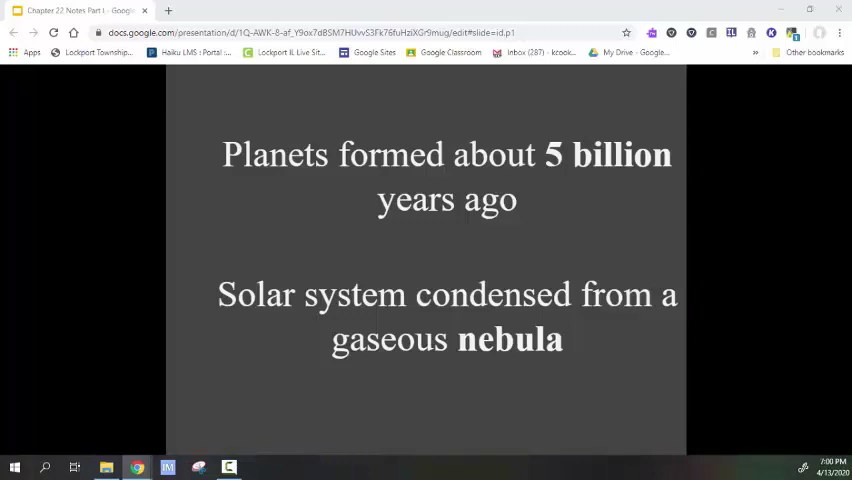 Chapter 22 Notes Part I - Google
docs.google.com/presentation/d/1Q-AWK-8-af_Y9ox7dBSM7HUvvS3Fk76fuHziXGr9mug/edit#slide=id.p1
Apps Lockport Township... Haiku LMS : Portal :... Lockport IL Live Sit... Google Sites Google Classroom Inbox (287) - kcook... My Drive - Google... » Other bookmarks
Planets formed about 5 billion
years ago
Solar system condensed from a
gaseous nebula
7:00 PM
4/13/2020